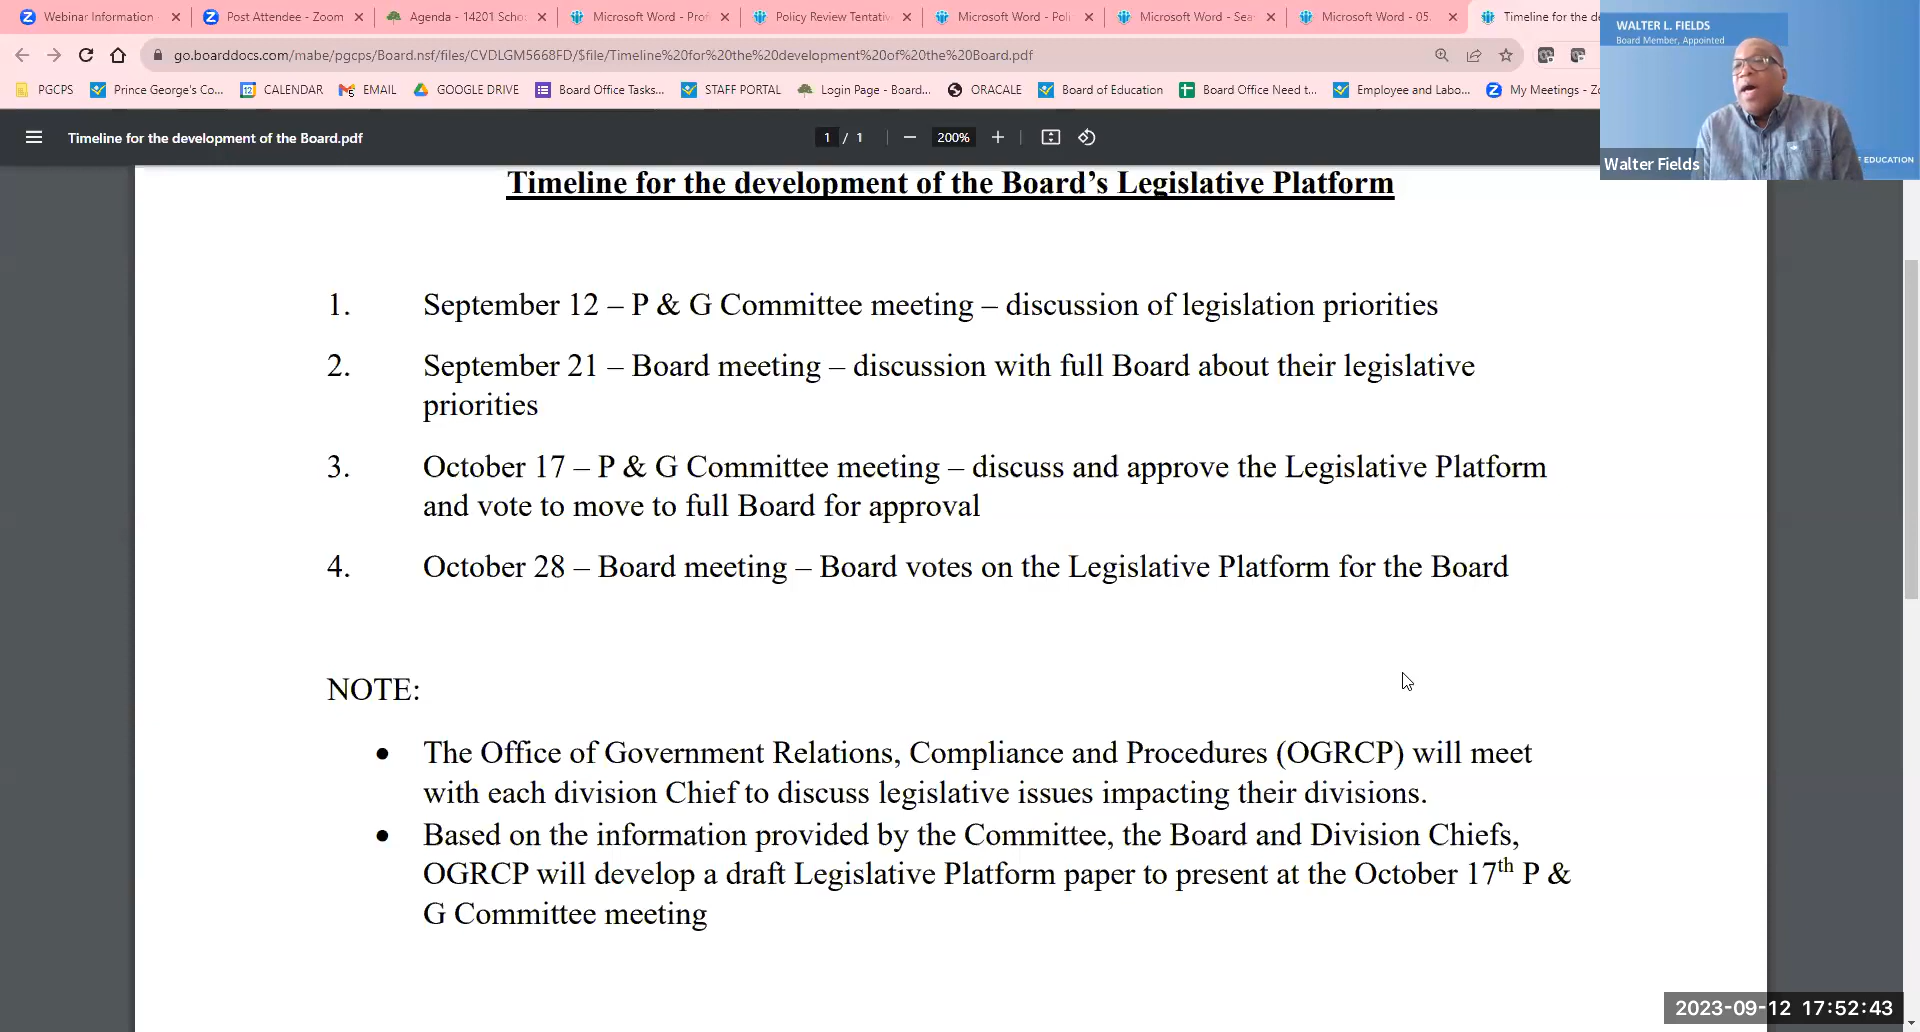 Webinar Information
Post Attendee - Zoom
Agenda - 14201 Scho
Microsoft Word - Prof
Policy Review Tentativ
Microsoft Word - Poli
Microsoft Word - Sea
Microsoft Word - 05.
Timeline for the d
go.boarddocs.com/mabe/pgcps/Board.nsf/files/CVDLGM5668FD/$file/Timeline%20for%20the%20development%20of%20the%20Board.pdf
PGCPS
Prince George's Co...
CALENDAR
EMAIL
GOOGLE DRIVE
Board Office Tasks...
STAFF PORTAL
Login Page - Board...
ORACALE
Board of Education
Board Office Need t...
Employee and Labo...
My Meetings - Zo
Timeline for the development of the Board.pdf
1 / 1
200%
WALTER L. FIELDS
Board Member, Appointed
EDUCATION
Walter Fields
Timeline for the development of the Board’s Legislative Platform
1. September 12 – P & G Committee meeting – discussion of legislation priorities
2. September 21 – Board meeting – discussion with full Board about their legislative
priorities
3. October 17 – P & G Committee meeting – discuss and approve the Legislative Platform
and vote to move to full Board for approval
4. October 28 – Board meeting – Board votes on the Legislative Platform for the Board
NOTE:
• The Office of Government Relations, Compliance and Procedures (OGRCP) will meet
with each division Chief to discuss legislative issues impacting their divisions.
• Based on the information provided by the Committee, the Board and Division Chiefs,
OGRCP will develop a draft Legislative Platform paper to present at the October 17th P &
G Committee meeting
2023-09-12 17:52:43